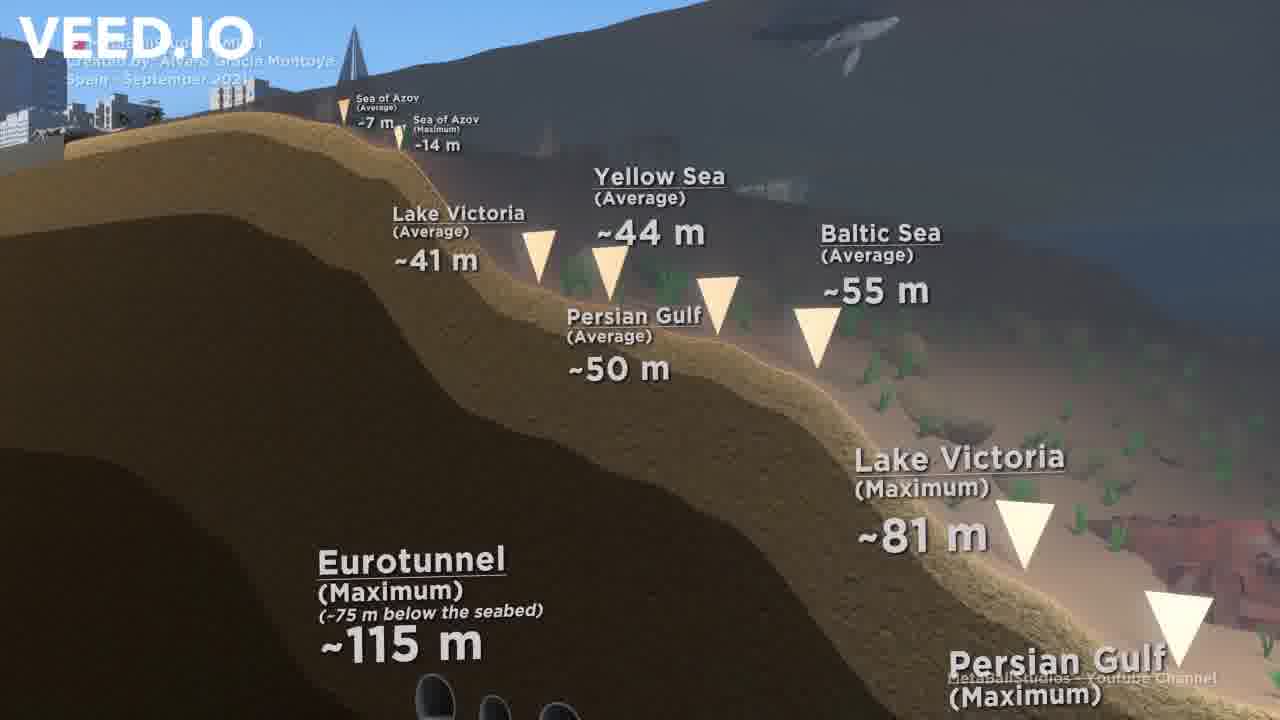 VEED.IO
Created by: Alvaro Gracia Montoya
Spain - September 2021
Sea of Azov
(Average)
~7 m
Sea of Azov
(Maximum)
~14 m
Yellow Sea
(Average)
~44 m
Lake Victoria
(Average)
~41 m
Baltic Sea
(Average)
~55 m
Persian Gulf
(Average)
~50 m
Lake Victoria
(Maximum)
~81 m
Eurotunnel
(Maximum)
(~75 m below the seabed)
~115 m
Persian Gulf
MetaBallStudios - Youtube Channel
(Maximum)